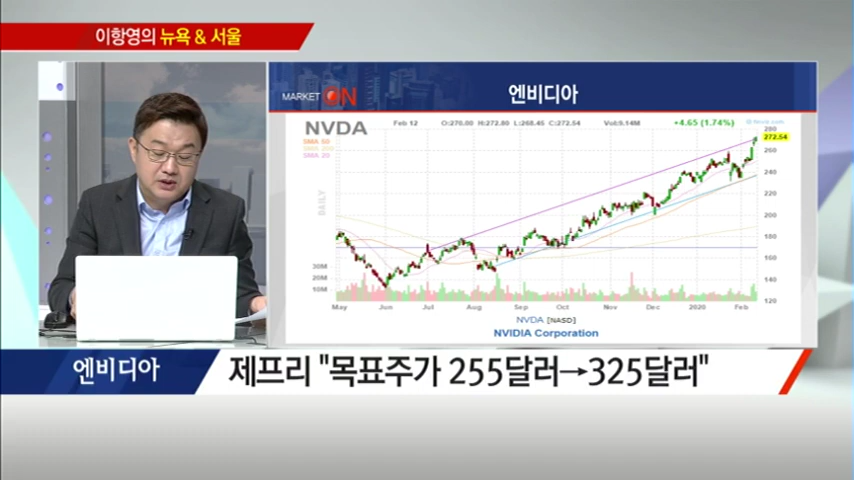 이항영의 뉴욕 & 서울
MARKET ON
엔비디아
NVDA
Feb 12 O:270.00 H:272.80 L:268.45 C:272.54 Vol:9.14M +4.65 (1.74%)
SMA 50
SMA 200
SMA 20
DAILY
280
272.54
260
240
220
200
180
160
140
120
30M
20M
10M
May Jun Jul Aug Sep Oct Nov Dec 2020 Feb
NVDA [NASD]
NVIDIA Corporation
엔비디아
제프리 "목표주가 255달러→325달러"